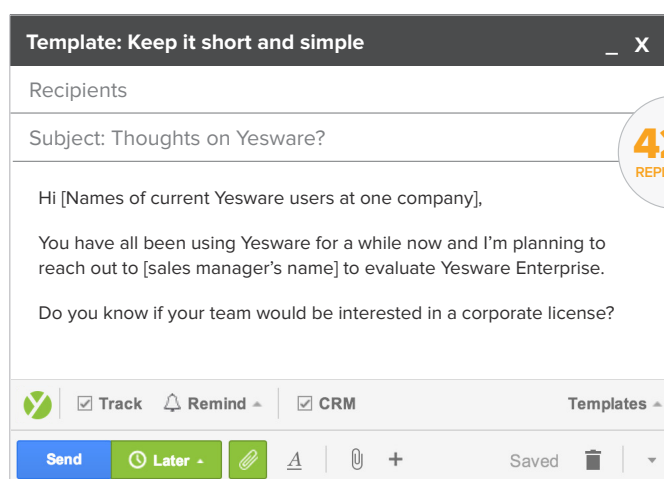 Template: Keep it short and simple _ X
Recipients
Subject: Thoughts on Yesware?
Hi [Names of current Yesware users at one company],
You have all been using Yesware for a while now and I'm planning to
reach out to [sales manager's name] to evaluate Yesware Enterprise.
Do you know if your team would be interested in a corporate license?
Track Remind CRM Templates
Send Later A + Saved